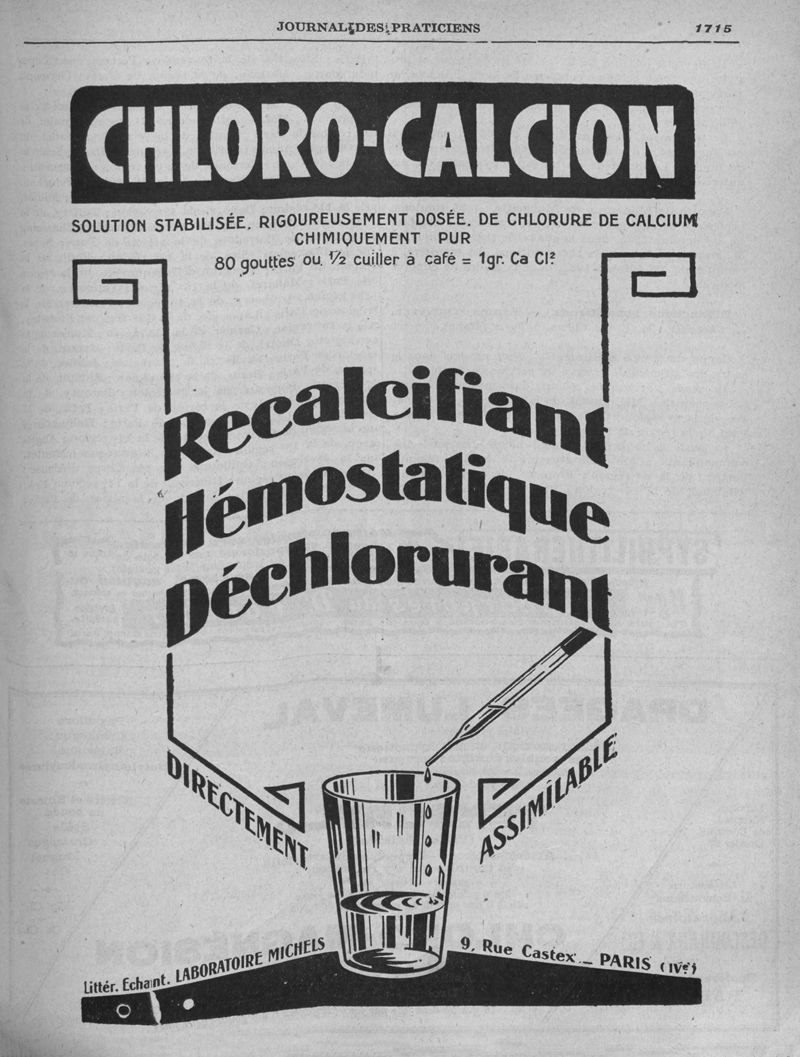 JOURNAL DES PRATICIENS 1715
CHLORO-CALCION
SOLUTION STABILISÉE, RIGOUREUSEMENT DOSÉE, DE CHLORURE DE CALCIUM
CHIMIQUEMENT PUR
80 gouttes ou 1/2 cuiller à café = 1gr. Ca Cl²
Recalcifiant
Hémostatique
Déchlorurant
DIRECTEMENT
ASSIMILABLE
Littér. Echant. LABORATOIRE MICHELS 9, Rue Castex _ PARIS (IVe)